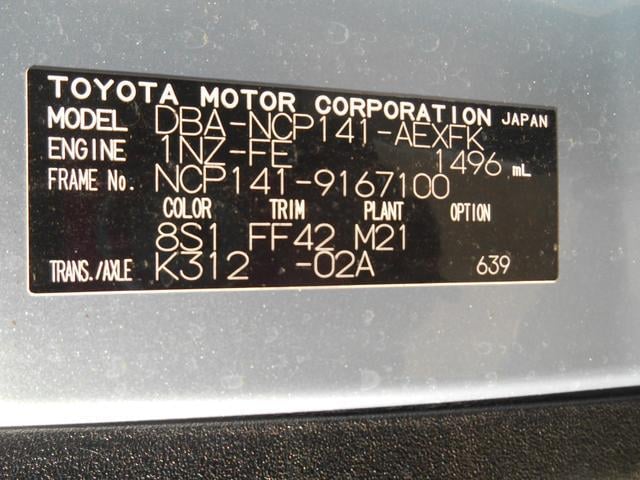 TOYOTA MOTOR CORPORATION JAPAN
MODEL DBA-NCP141-AEXFK
ENGINE 1NZ-FE 1496 mL
FRAME No. NCP141-9167100
COLOR TRIM PLANT OPTION
8S1 FF42 M21
TRANS./AXLE K312 -02A 639